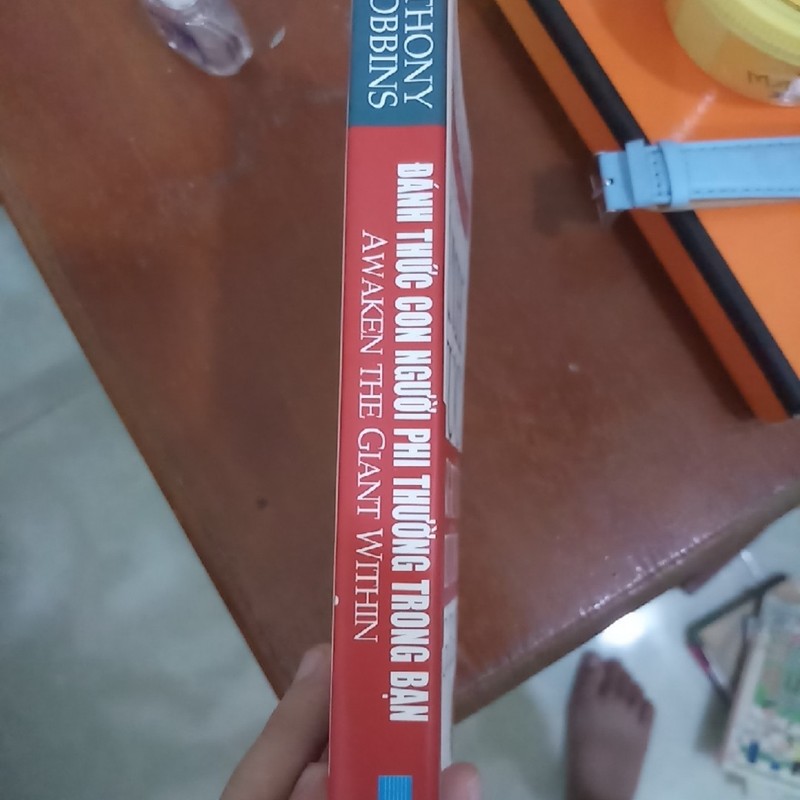 THONY
OBBINS
ĐÁNH THỨC CON NGƯỜI PHI THƯỜNG TRONG BẠN
AWAKEN THE GIANT WITHIN